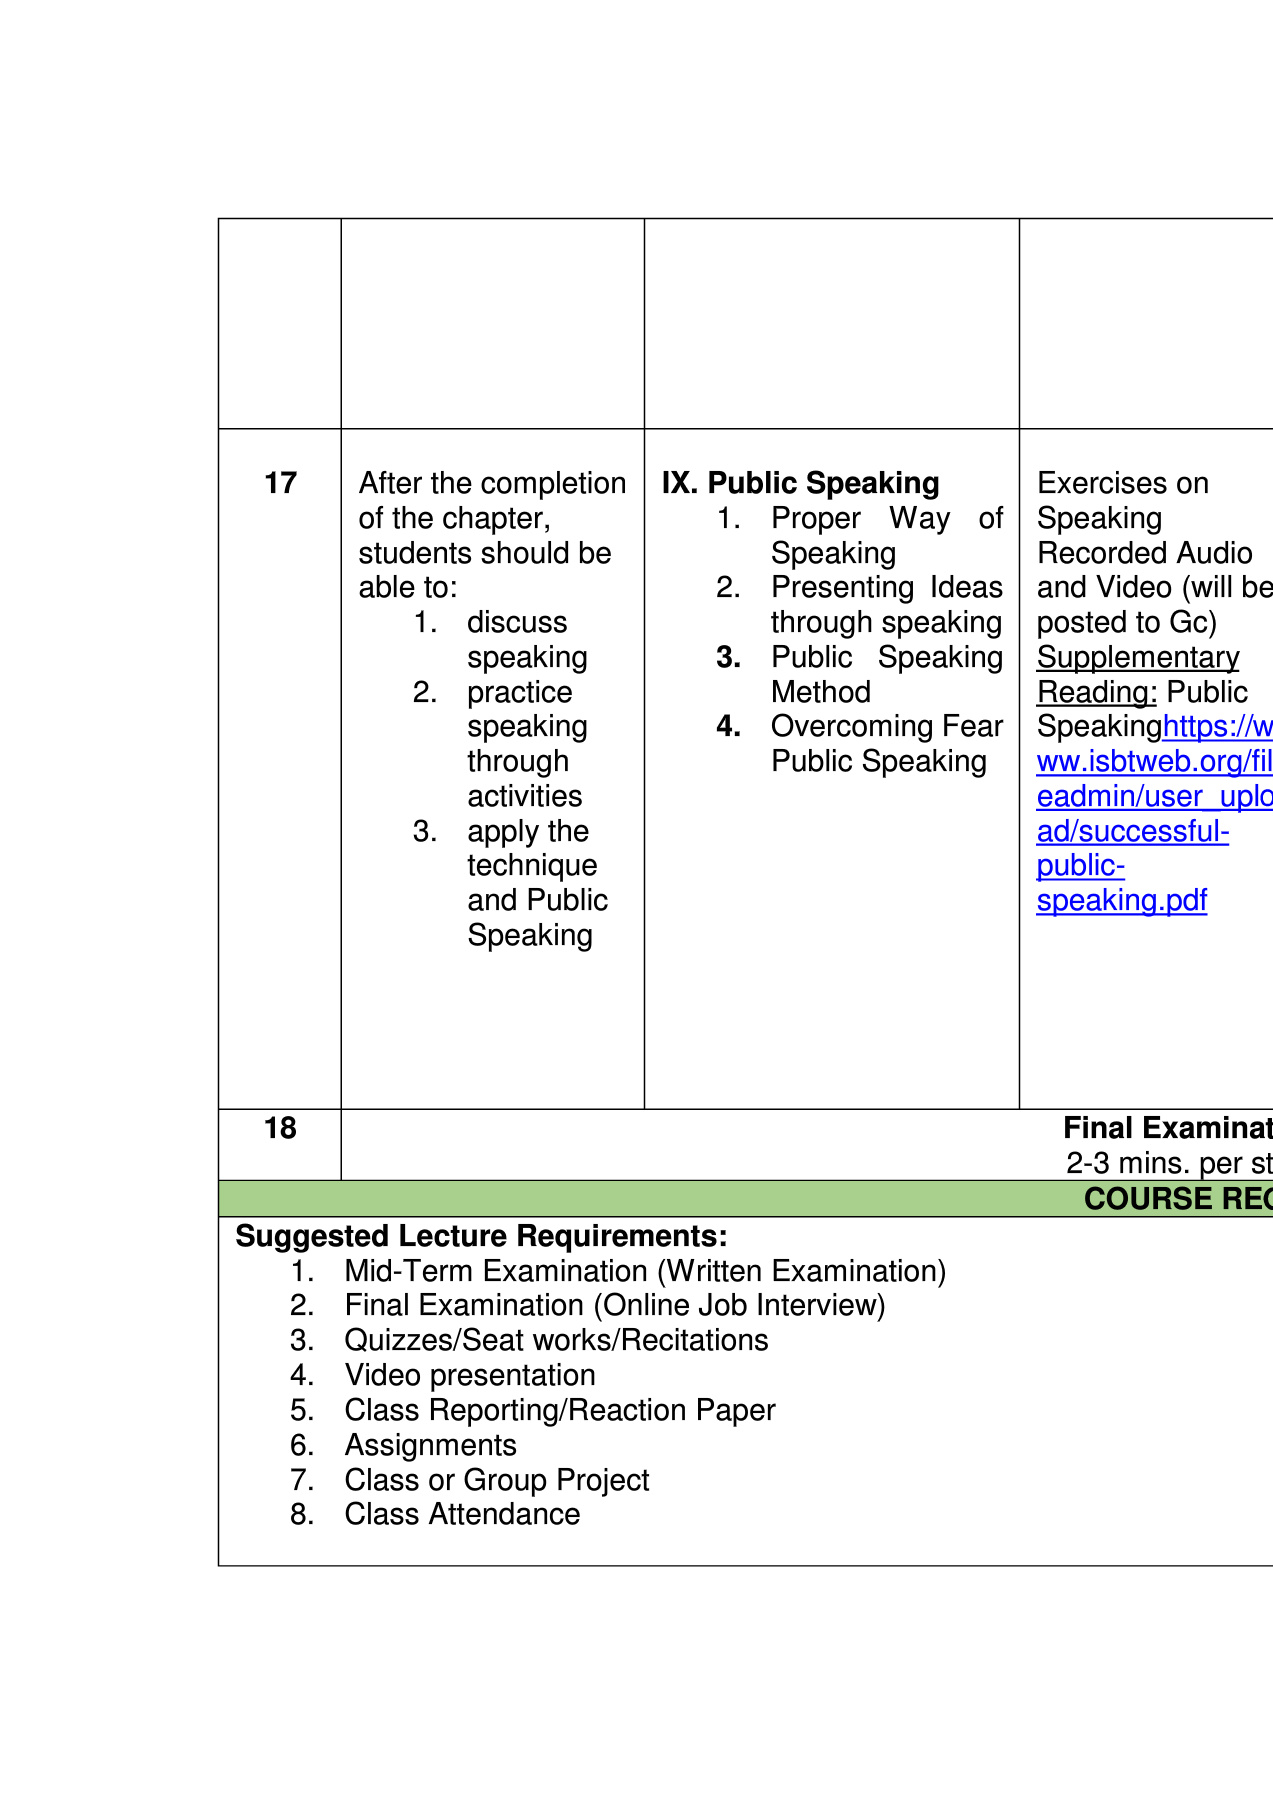 17
After the completion
of the chapter,
students should be
able to:
1. discuss
speaking
2. practice
speaking
through
activities
3. apply the
technique
and Public
Speaking
IX. Public Speaking
1. Proper Way of
Speaking
2. Presenting Ideas
through speaking
3. Public Speaking
Method
4. Overcoming Fear
Public Speaking
Exercises on
Speaking
Recorded Audio
and Video (will be
posted to Gc)
Supplementary
Reading: Public
Speakinghttps://w
ww.isbtweb.org/fil
eadmin/user_uplo
ad/successful-
public-
speaking.pdf
18
Final Examinat
2-3 mins. per st
COURSE REQ
Suggested Lecture Requirements:
1. Mid-Term Examination (Written Examination)
2. Final Examination (Online Job Interview)
3. Quizzes/Seat works/Recitations
4. Video presentation
5. Class Reporting/Reaction Paper
6. Assignments
7. Class or Group Project
8. Class Attendance